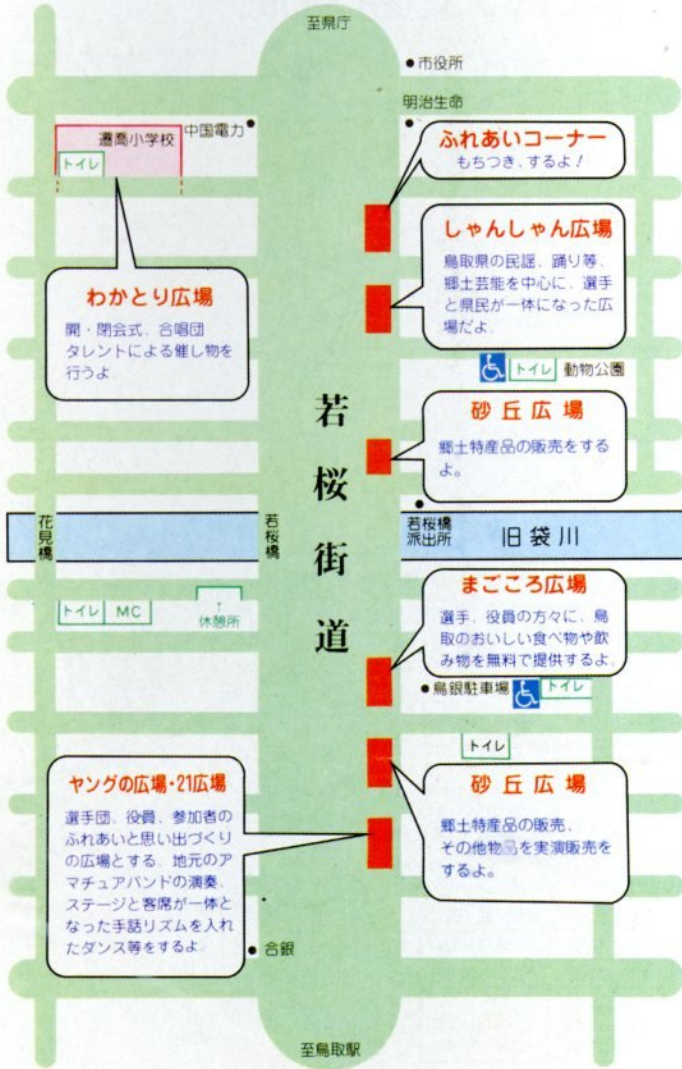 至県庁
●市役所
明治生命
中国電力●
遷喬小学校
トイレ
ふれあいコーナー
もちつき、するよ!
しゃんしゃん広場
鳥取県の民謡、踊り等、
郷土芸能を中心に、選手
と県民が一体になった広
場だよ.
わかとり広場
開・閉会式、合唱団
タレントによる催し物を
行うよ.
トイレ 動物公園
砂丘広場
郷土特産品の販売をする
よ。
若桜街道
花見橋
若桜橋
若桜橋
派出所
旧袋川
トイレ MC
↑
休憩所
まごころ広場
選手、役員の方々に、鳥
取のおいしい食べ物や飲
み物を無料で提供するよ.
●鳥銀駐車場
トイレ
トイレ
ヤングの広場・21広場
選手団、役員、参加者の
ふれあいと思い出づくり
の広場とする.地元のア
マチュアバンドの演奏、
ステージと客席が一体と
なった手話リズムを入れ
たダンス等をするよ.
砂丘広場
郷土特産品の販売、
その他物品を実演販売を
するよ。
●合銀
至鳥取駅